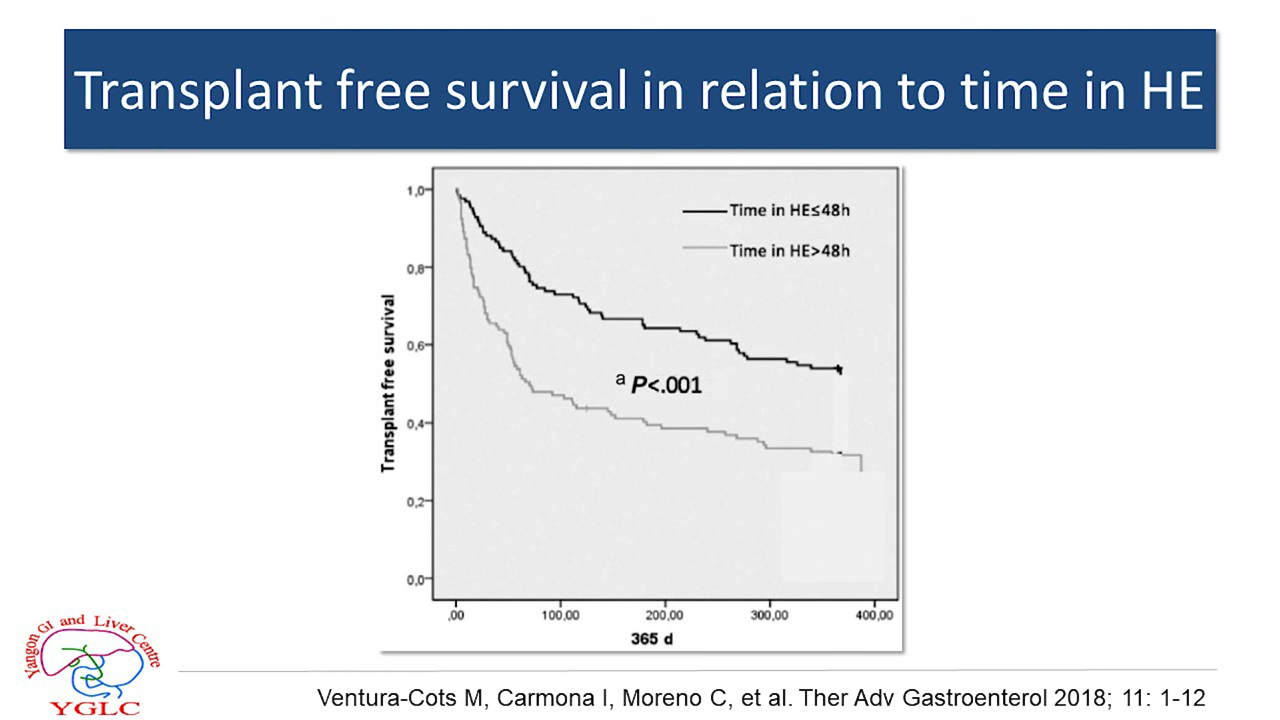 Transplant free survival in relation to time in HE
1,0
0,8
0,6
0,4
0,2
0,0
Transplant free survival
Time in HE≤48h
Time in HE>48h
a P<.001
,00 100,00 200,00 300,00 400,00
365 d
Yangon GI and Liver Centre
YGLC
Ventura-Cots M, Carmona I, Moreno C, et al. Ther Adv Gastroenterol 2018; 11: 1-12